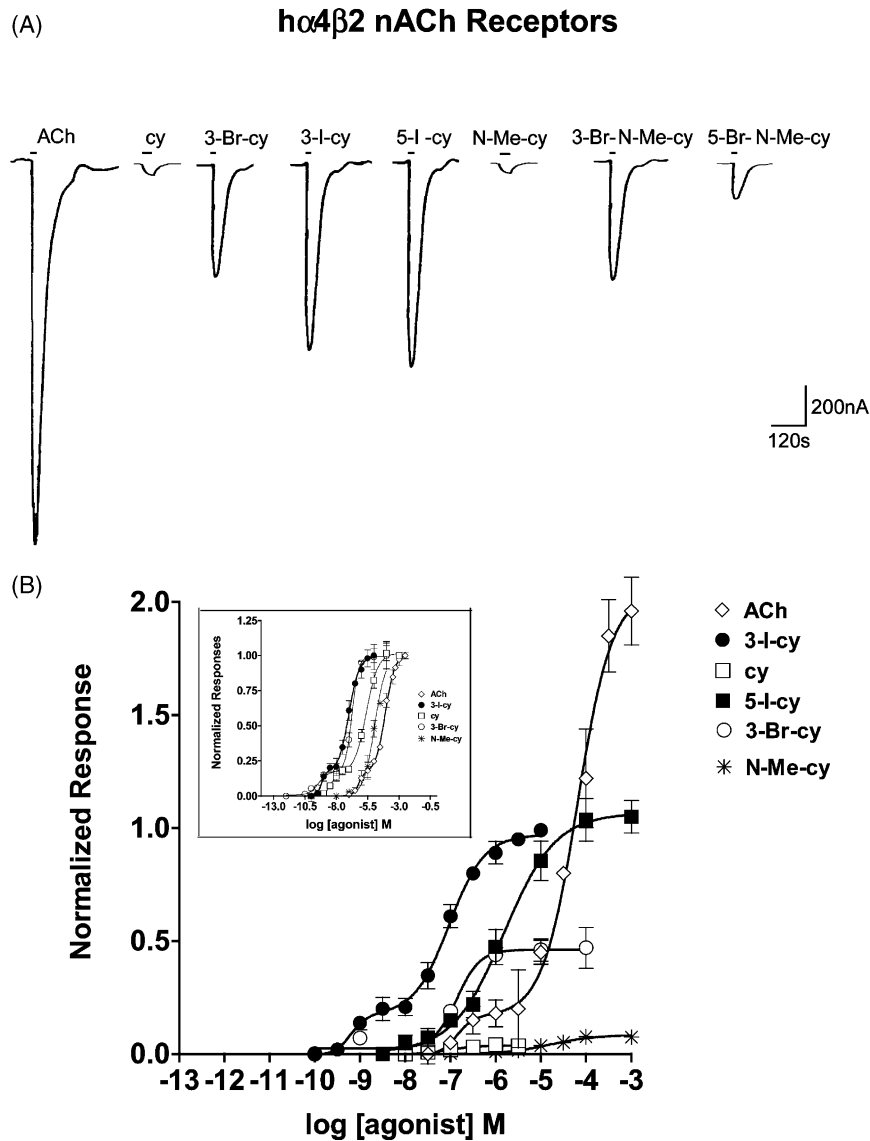 (A)
hα4β2 nACh Receptors
ACh cy 3-Br-cy 3-I-cy 5-I -cy N-Me-cy 3-Br-N-Me-cy 5-Br- N-Me-cy
200nA
120s
(B)
Normalized Response
2.0
1.5
1.0
0.5
0.0
-13 -12 -11 -10 -9 -8 -7 -6 -5 -4 -3
log [agonist] M
Normalized Responses
1.25
1.00
0.75
0.50
0.25
0.00
-13.0 -10.5 -8.0 -5.5 -3.0 -0.5
log [agonist] M
ACh
3-I-cy
cy
3-Br-cy
N-Me-cy
ACh
3-I-cy
cy
5-I-cy
3-Br-cy
N-Me-cy